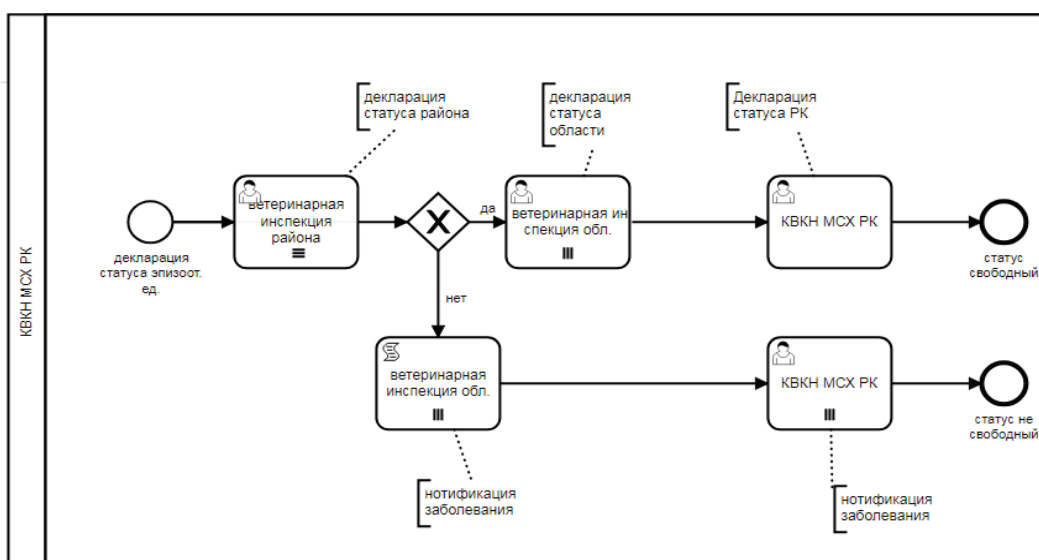 КВКН МСХ РК
декларация
статуса района
декларация
статуса
области
Декларация
статуса РК
декларация
статуса эпизоот.
ед.
ветеринарная
инспекция
района
да
нет
ветеринарная ин
спекция обл.
КВКН МСХ РК
статус
свободный
ветеринарная
инспекция обл.
КВКН МСХ РК
статус не
свободный
нотификация
заболевания
нотификация
заболевания